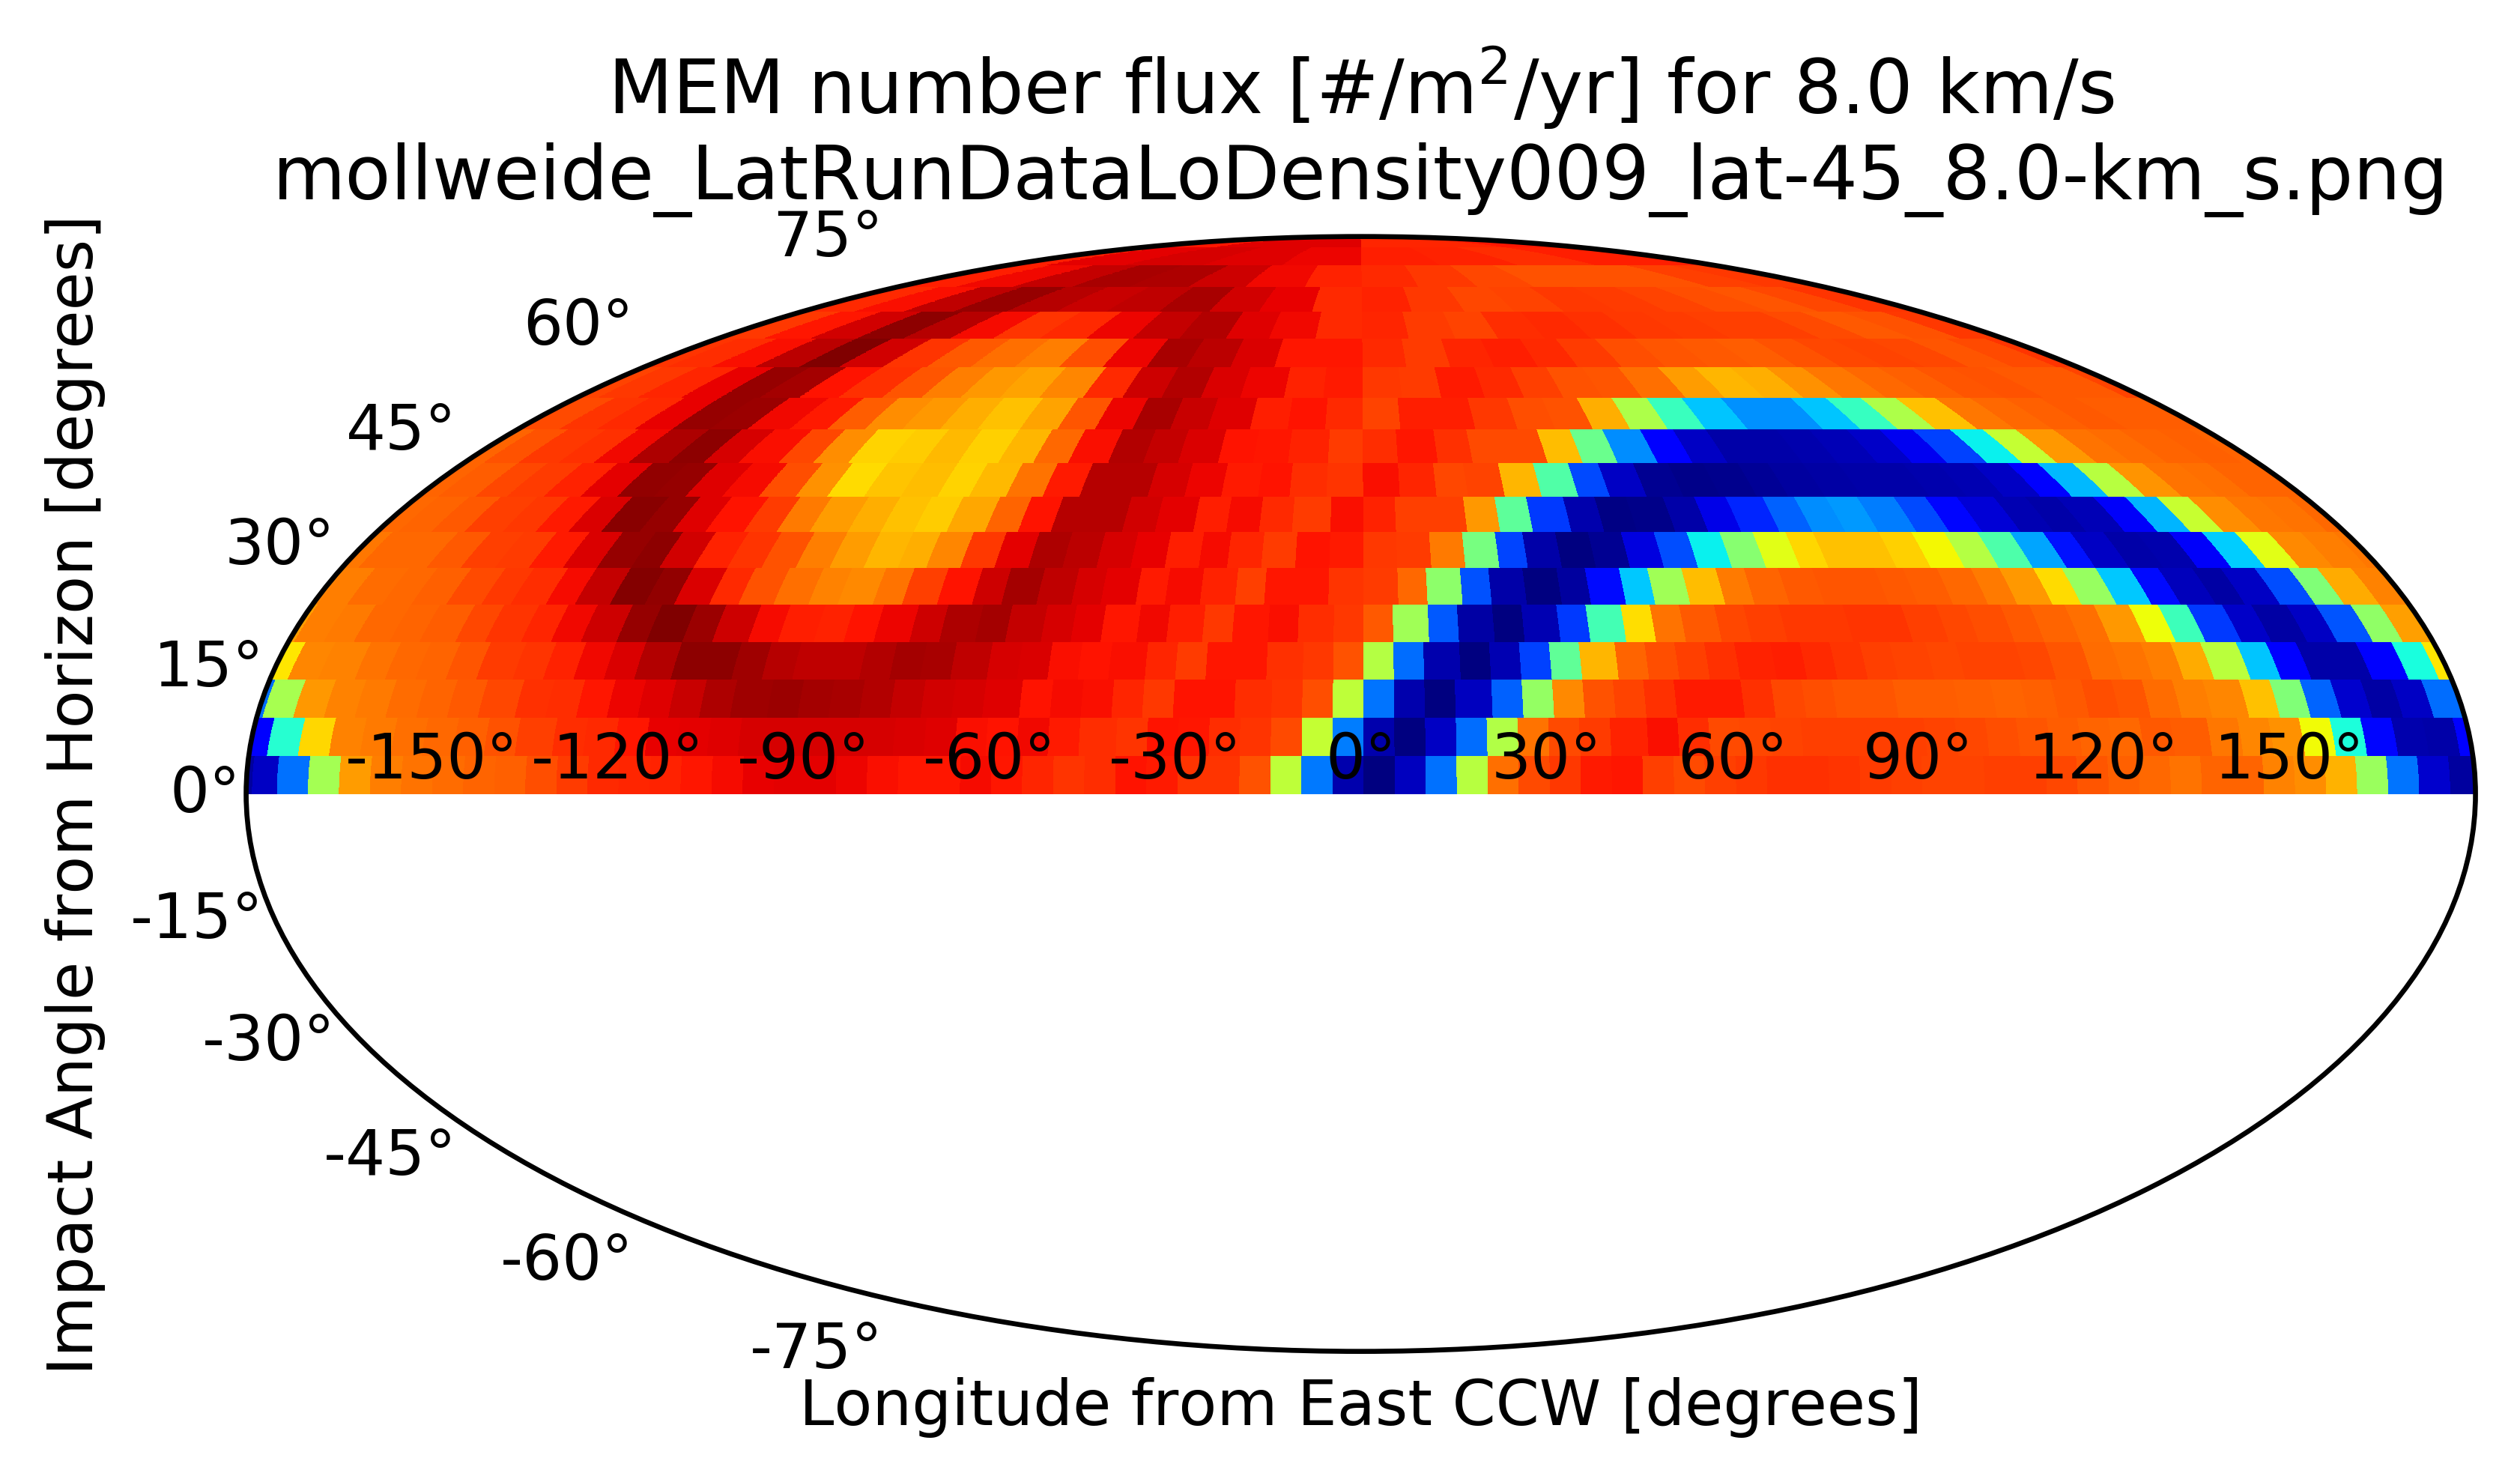 MEM number flux [#/m²/yr] for 8.0 km/s
mollweide_LatRunDataLoDensity009_lat-45_8.0-km_s.png
Impact Angle from Horizon [degrees]
75°
60°
45°
30°
15°
0°
-15°
-30°
-45°
-60°
-75°
-150° -120° -90° -60° -30° 0° 30° 60° 90° 120° 150°
Longitude from East CCW [degrees]